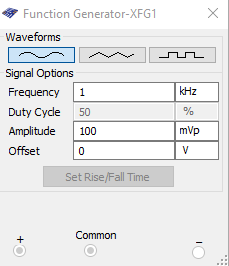 Function Generator-XFG1
Waveforms
Signal Options
Frequency 1 kHz
Duty Cycle 50 %
Amplitude 100 mVp
Offset 0 V
Set Rise/Fall Time
+ Common −